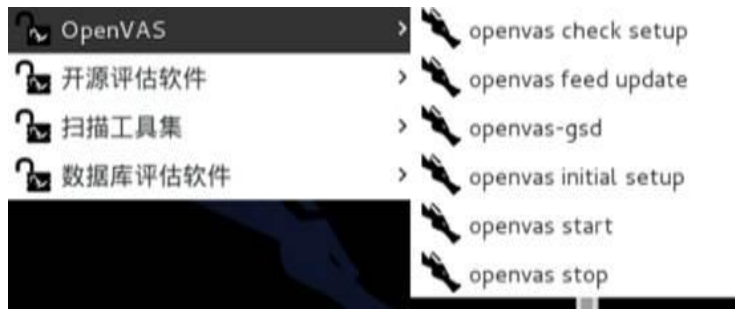 OpenVAS
开源评估软件
扫描工具集
数据库评估软件
openvas check setup
openvas feed update
openvas-gsd
openvas initial setup
openvas start
openvas stop